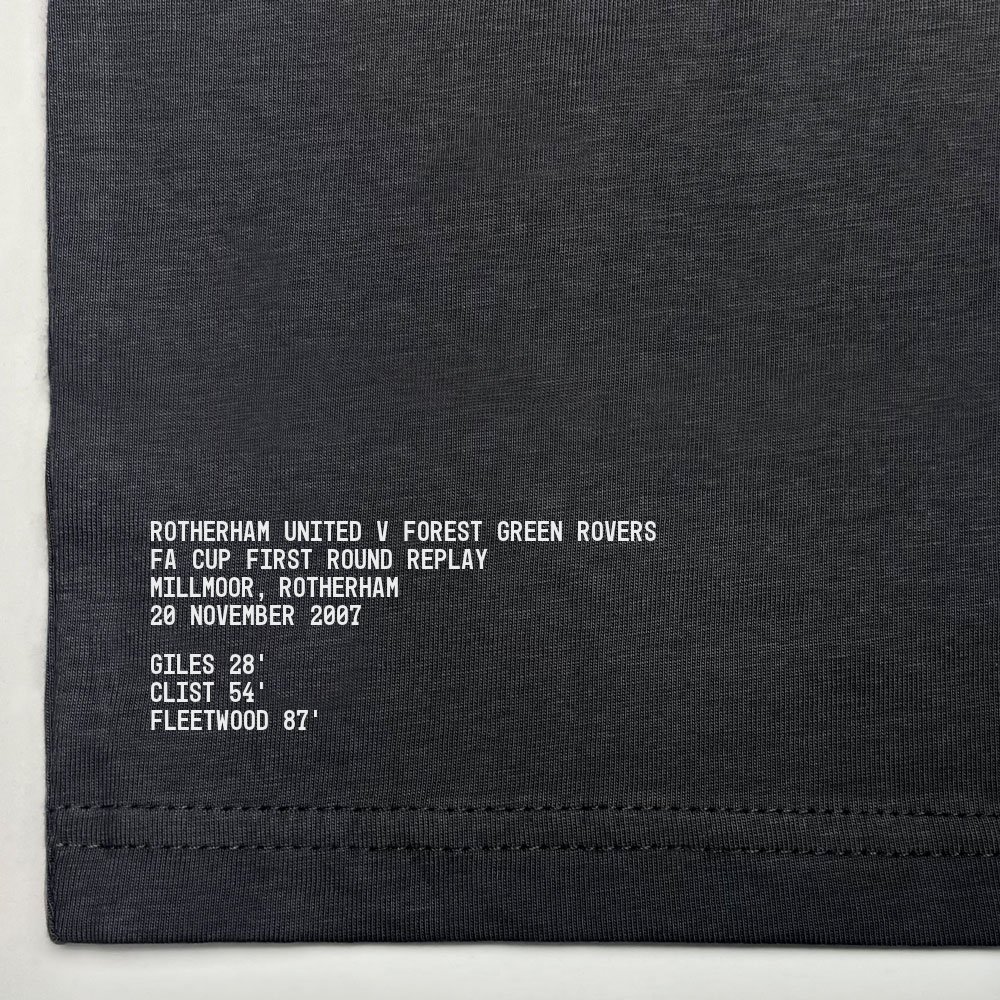 ROTHERHAM UNITED V FOREST GREEN ROVERS
FA CUP FIRST ROUND REPLAY
MILLMOOR, ROTHERHAM
20 NOVEMBER 2007
GILES 28'
CLIST 54'
FLEETWOOD 87'